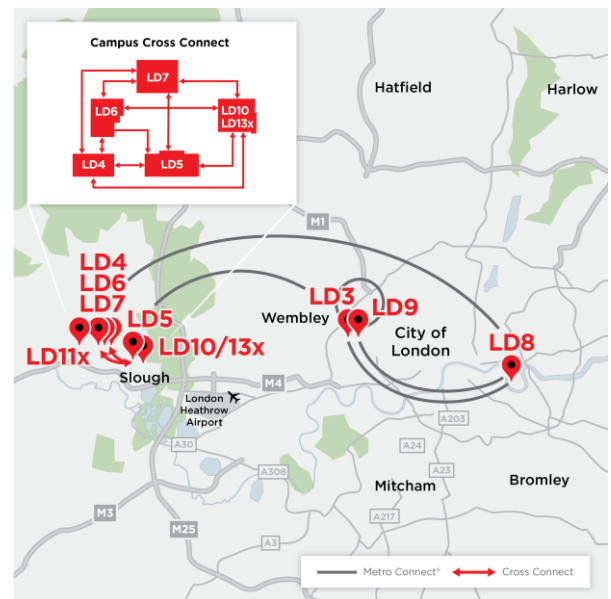 Campus Cross Connect
LD7
LD6
LD10
LD13x
LD4
LD5
Hatfield
Harlow
M1
LD4
LD6
LD7
LD5
LD3
LD9
Wembley
City of
London
LD8
LD11x
LD10/13x
Slough
M4
London
Heathrow
Airport
A203
A30
A24
A308
A23
Mitcham
Bromley
M3
A217
M25
A3
Metro Connect®
Cross Connect